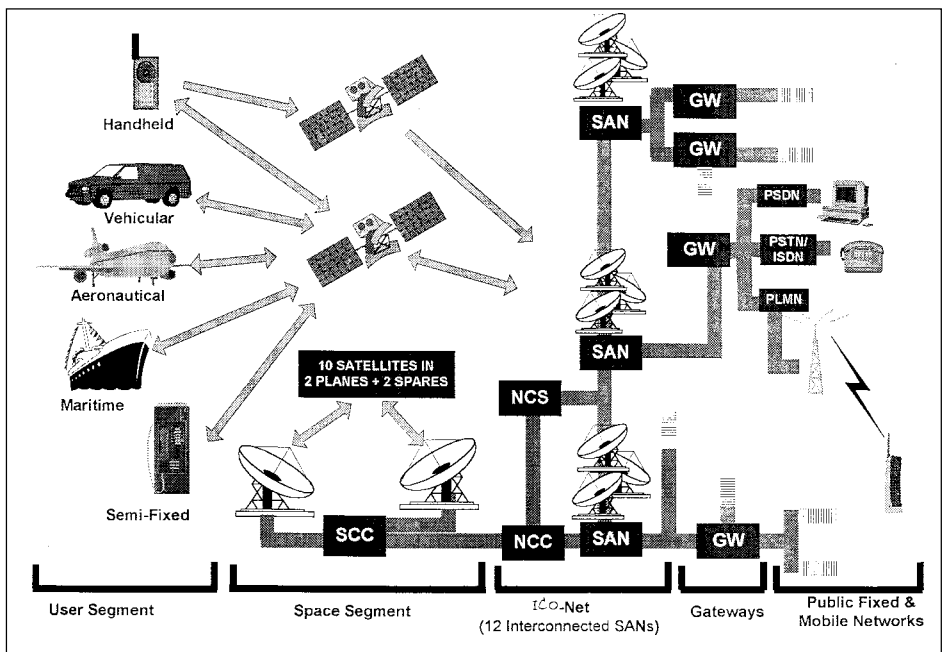 Handheld
Vehicular
Aeronautical
Maritime
Semi-Fixed
10 SATELLITES IN
2 PLANES + 2 SPARES
SCC
NCS
NCC
SAN
SAN
SAN
GW
GW
GW
GW
PSDN
PSTN/
ISDN
PLMN
User Segment
Space Segment
ICO-Net
(12 Interconnected SANs)
Gateways
Public Fixed &
Mobile Networks